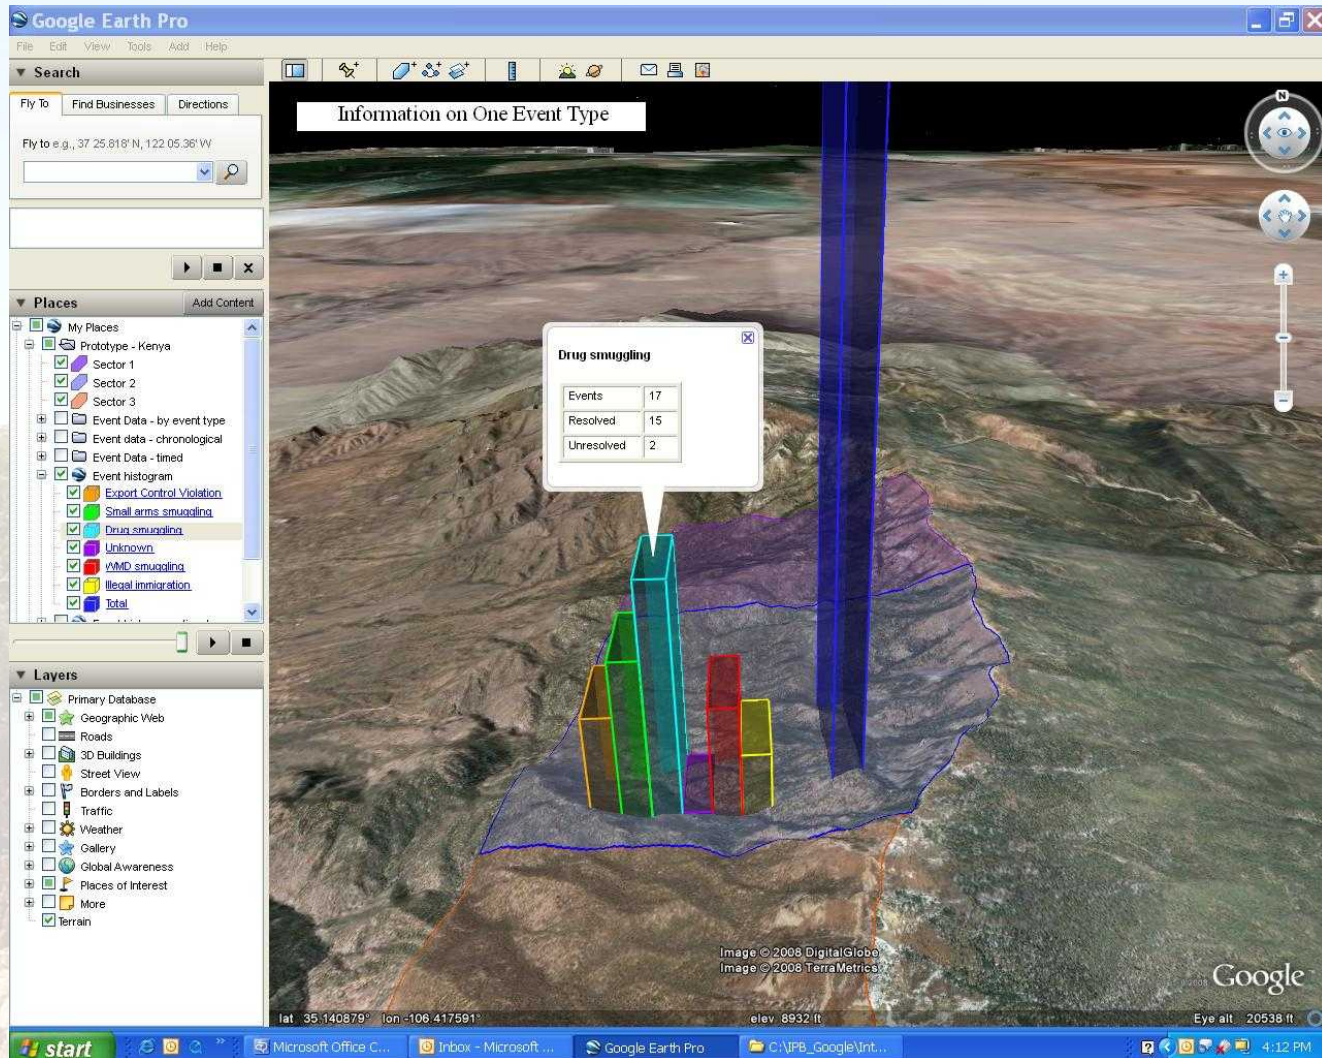 Google Earth Pro
File Edit View Tools Add Help
Search
Fly To Find Businesses Directions
Fly to e.g., 37 25.818' N, 122 05.36' W
Places Add Content
My Places
Prototype - Kenya
Sector 1
Sector 2
Sector 3
Event Data - by event type
Event data - chronological
Event Data - timed
Event histogram
Export Control Violation
Small arms smuggling
Drug smuggling
Unknown
WMD smuggling
Illegal immigration
Total
Layers
Primary Database
Geographic Web
Roads
3D Buildings
Street View
Borders and Labels
Traffic
Weather
Gallery
Global Awareness
Places of Interest
More
Terrain
Information on One Event Type
N
Drug smuggling
Events 17
Resolved 15
Unresolved 2
Image © 2008 DigitalGlobe
Image © 2008 TerraMetrics
Google
lat 35.140879° lon -106.417591° elev 8932 ft Eye alt 20538 ft
start Microsoft Office C... Inbox - Microsoft ... Google Earth Pro C:\IPB_Google\Int... 4:12 PM